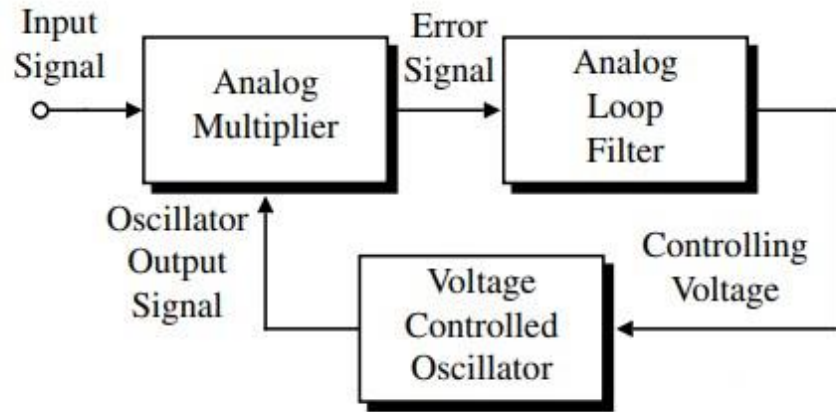 Input
Signal
Analog
Multiplier
Error
Signal
Analog
Loop
Filter
Oscillator
Output
Signal
Voltage
Controlled
Oscillator
Controlling
Voltage